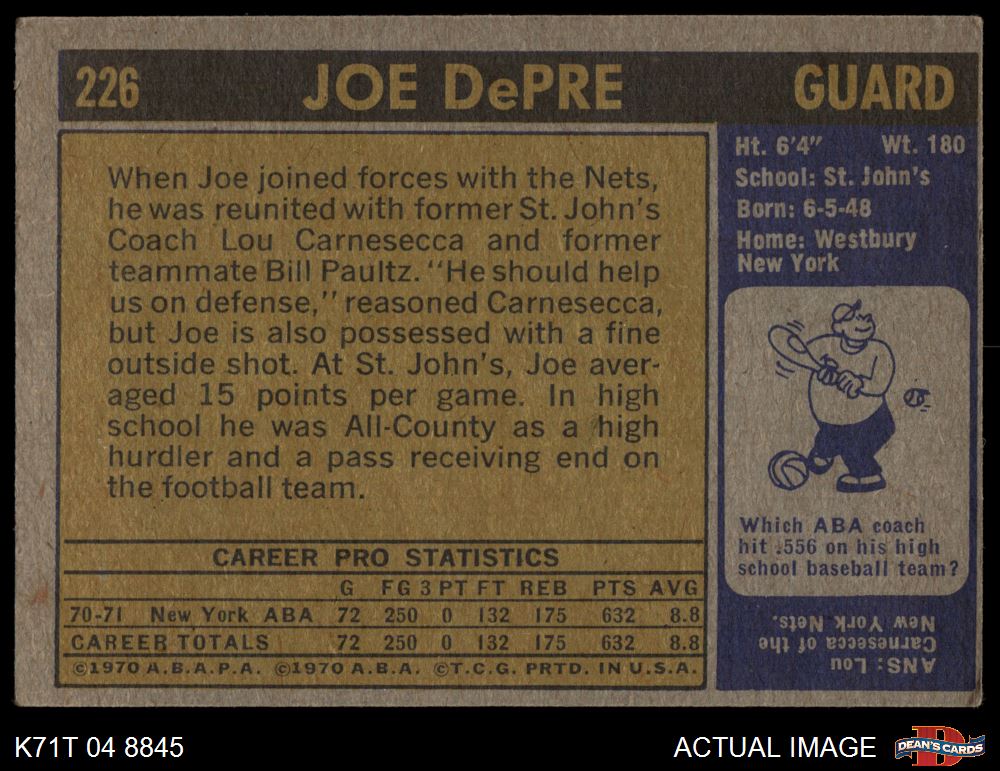 226 JOE DePRE GUARD
When Joe joined forces with the Nets,
he was reunited with former St. John's
Coach Lou Carnesecca and former
teammate Bill Paultz. "He should help
us on defense," reasoned Carnesecca,
but Joe is also possessed with a fine
outside shot. At St. John's, Joe aver-
aged 15 points per game. In high
school he was All-County as a high
hurdler and a pass receiving end on
the football team.
CAREER PRO STATISTICS
G FG 3 PT FT REB PTS AVG
70-71 New York ABA 72 250 0 132 175 632 8.8
CAREER TOTALS 72 250 0 132 175 632 8.8
©1970 A.B.A.P.A. ©1970 A.B.A. ©T.C.G. PRTD. IN U.S.A.
Ht. 6'4" Wt. 180
School: St. John's
Born: 6-5-48
Home: Westbury
New York
Which ABA coach
hit .556 on his high
school baseball team?
ANS: Lou
Carnesecca of the
New York Nets.
K71T 04 8845 ACTUAL IMAGE DEAN'S CARDS